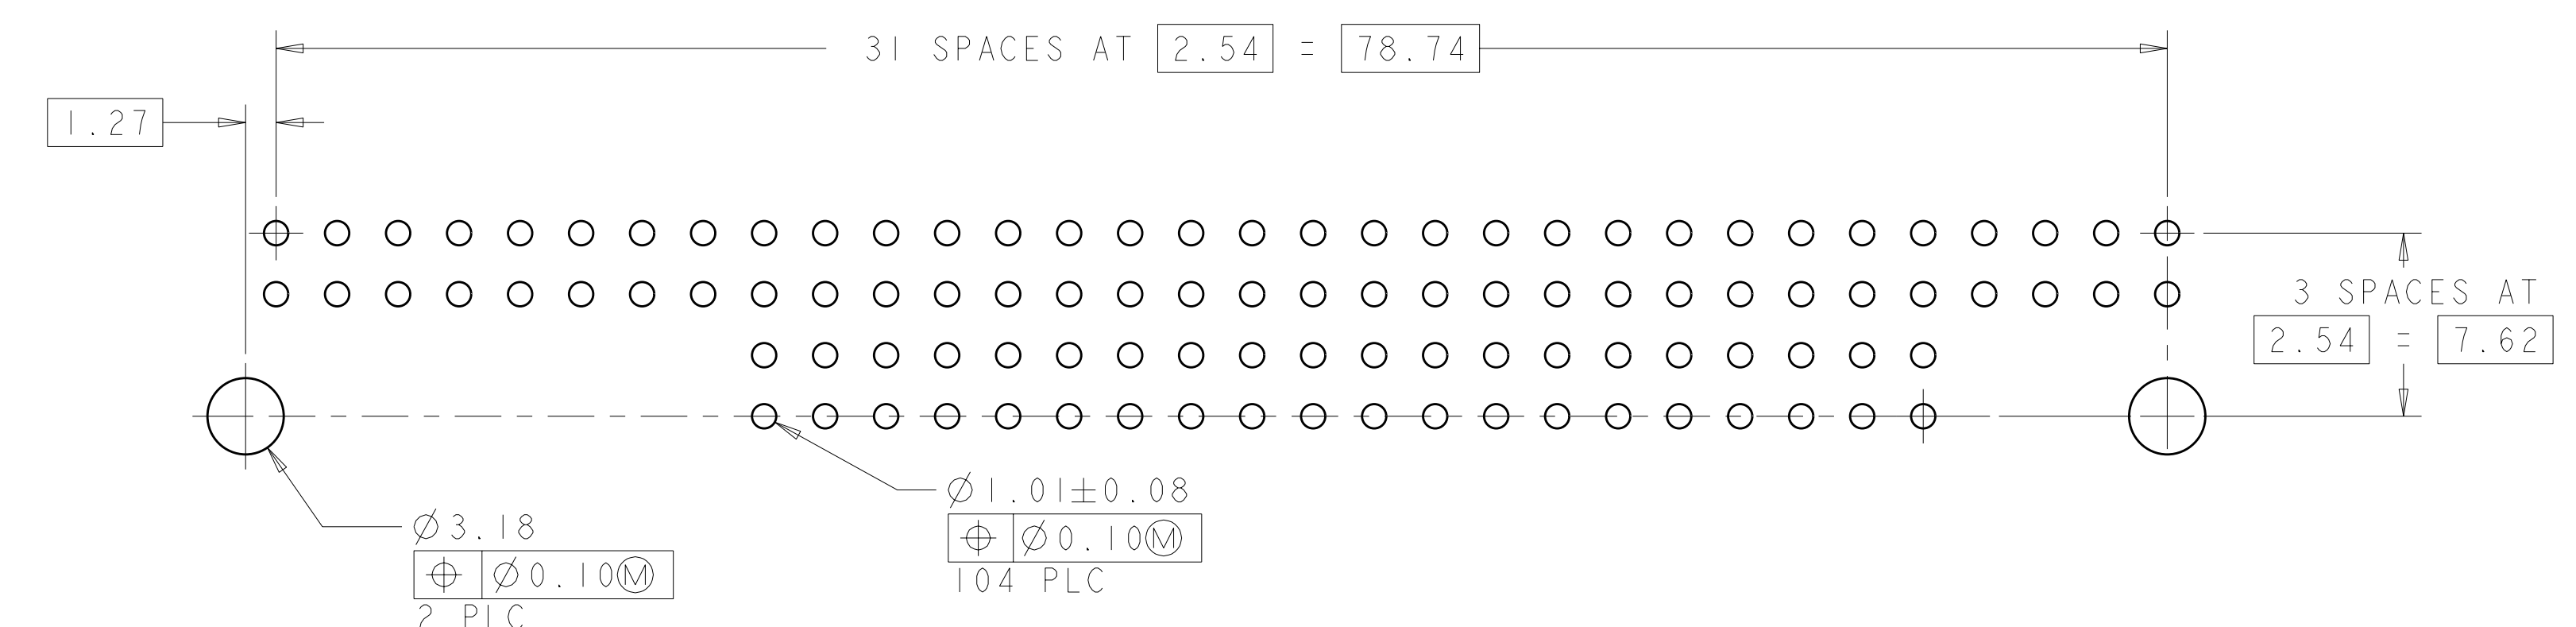 31 SPACES AT 2.54 = 78.74
1.27
3 SPACES AT
2.54 = 7.62
Ø1.01±0.08
⌖ Ø0.10Ⓜ
104 PLC
Ø3.18
⌖ Ø0.10Ⓜ
2 PLC